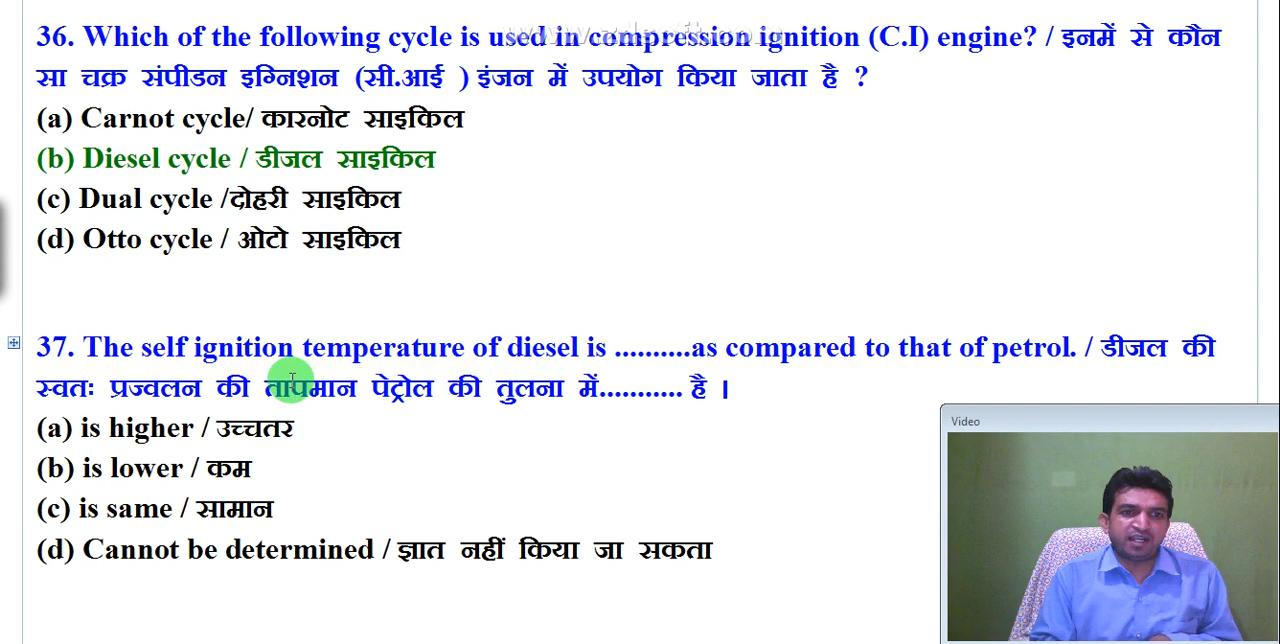 36. Which of the following cycle is used in compression ignition (C.I) engine? / इनमें से कौन
सा चक्र संपीडन इग्निशन (सी.आई ) इंजन में उपयोग किया जाता है ?
(a) Carnot cycle/ कारनोट साइकिल
(b) Diesel cycle / डीजल साइकिल
(c) Dual cycle /दोहरी साइकिल
(d) Otto cycle / ओटो साइकिल
37. The self ignition temperature of diesel is ..........as compared to that of petrol. / डीजल की
स्वतः प्रज्वलन की तापमान पेट्रोल की तुलना में........... है ।
(a) is higher / उच्चतर
(b) is lower / कम
(c) is same / सामान
(d) Cannot be determined / ज्ञात नहीं किया जा सकता
Video